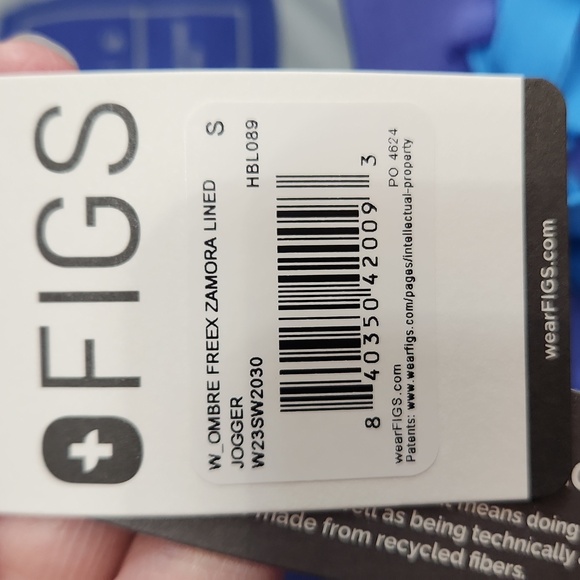 FIGS
W_OMBRE FREEX ZAMORA LINED S
JOGGER
W23SW2030 HBL089
8 40350 42009 3
wearFIGS.com PO 4624
Patents: www.wearfigs.com/pages/intellectual-property
wearFIGS.com
means doing
as being technically
made from recycled fibers.